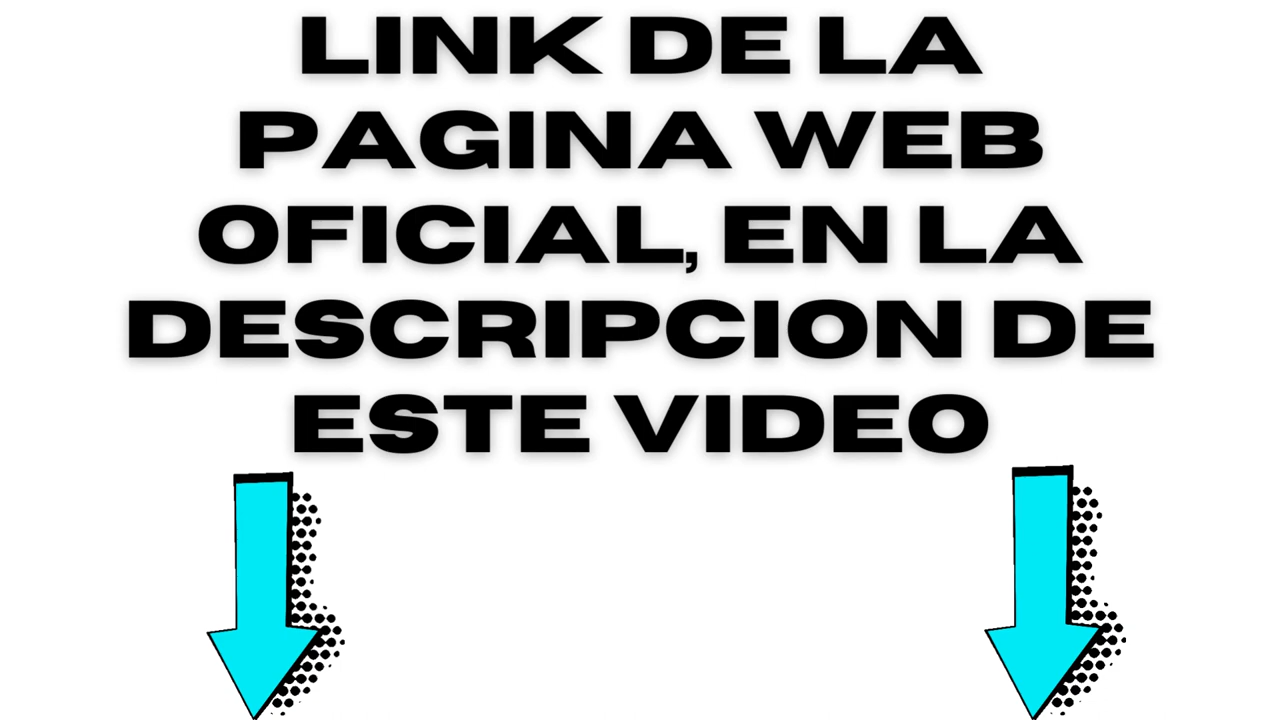 LINK DE LA
PAGINA WEB
OFICIAL, EN LA
DESCRIPCION DE
ESTE VIDEO